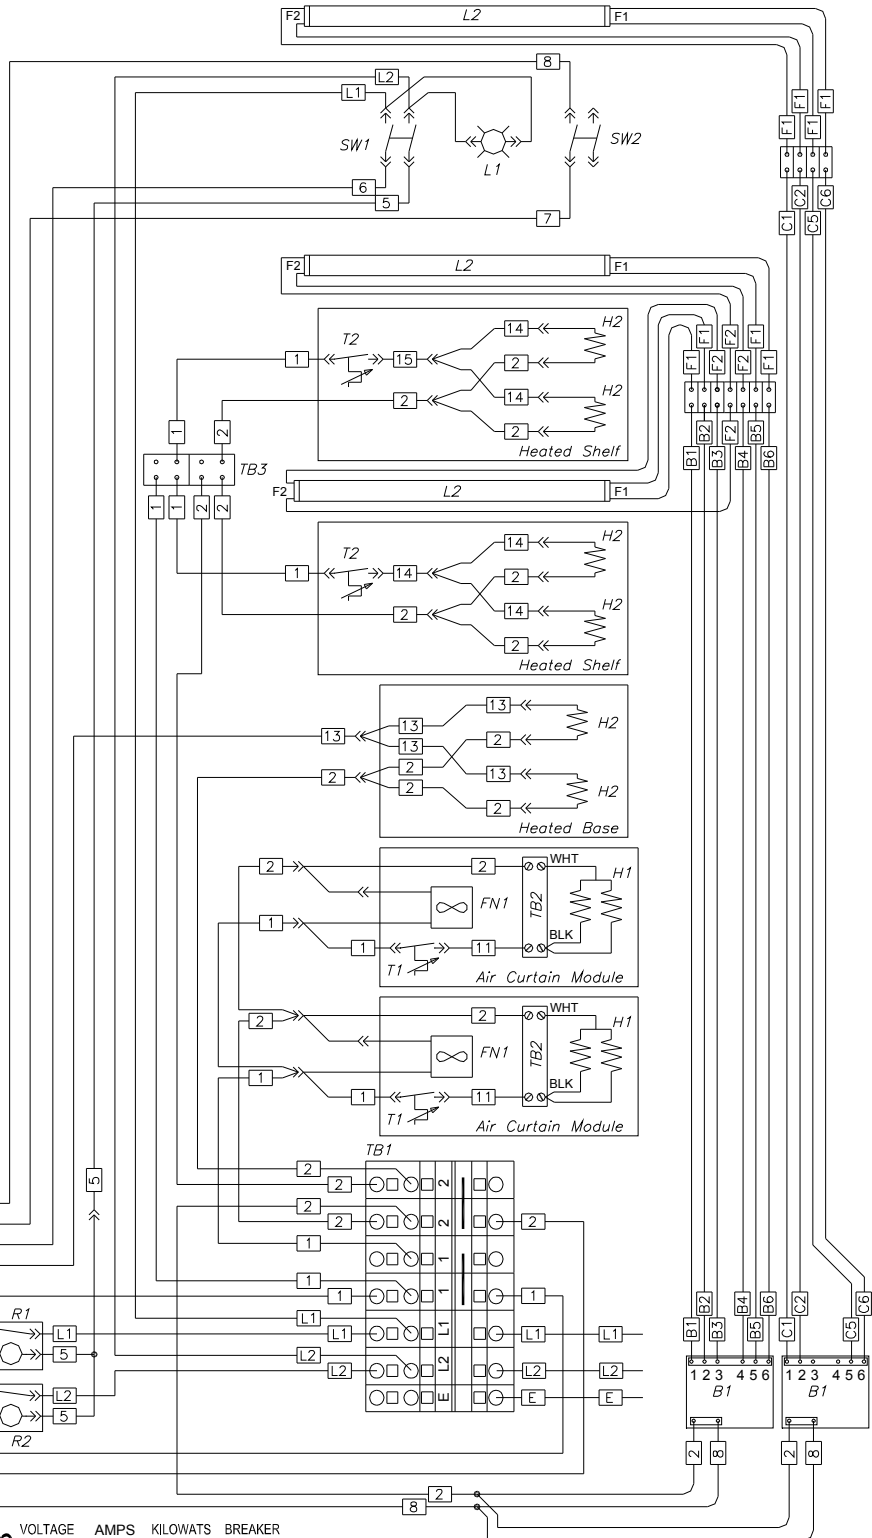 F2 L2 F1
8
L2
L1
F1 F1 F1 F1
SW1 L1 SW2
6
5
7
C1 C2 C5 C6
F2 L2 F1
T2 14 H2
1 15 2
14 H2
2 2
Heated Shelf
F1 F1 F2 F1 F2 F2 F1
1 2
TB3
1 1 2 2
B1 B2 B3 F2 B4 B5 B6
F2 L2 F1
T2 14 H2
1 14 2
14 H2
2 2
Heated Shelf
13
13 13 H2
13 2
2 13
2 2 H2
2
Heated Base
2 2 WHT
H1
FN1 TB2
1
BLK
1 11
T1 Air Curtain Module
2 2 WHT
H1
FN1 TB2
1
BLK
1 11
T1 Air Curtain Module
TB1
5
2
2 2
2
2 2 2
1 1
1
1 1 1
L1
L1 L1 L1 L1
L2
L2 L2 L2 L2
E E E
R1
L1
5
L2
5
R2
B1 B2 B3 B4 B5 B6 C1 C2 C5 C6
1 2 3 4 5 6 1 2 3 4 5 6
B1 B1
2 8 2 8
2
8
VOLTAGE AMPS KILOWATS BREAKER